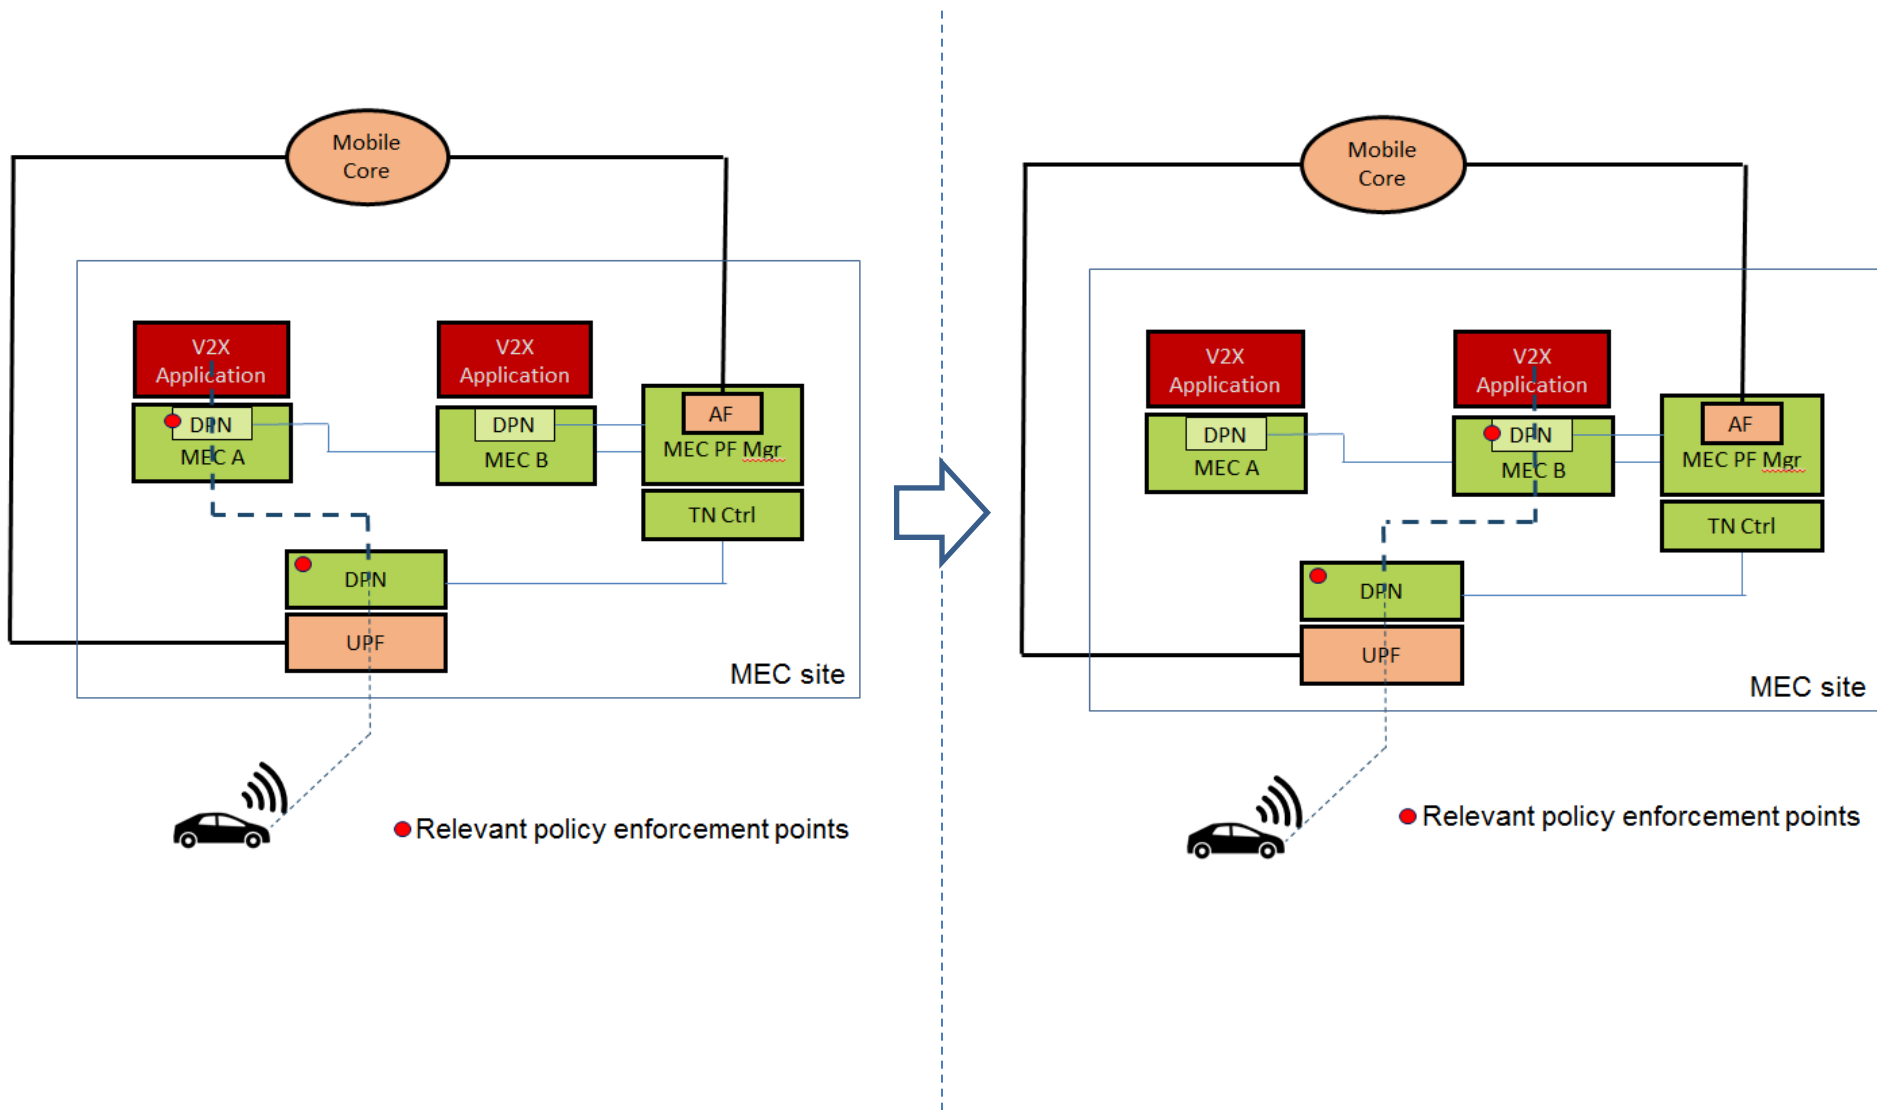 Mobile
Core
V2X
Application
V2X
Application
DPN
MEC A
DPN
MEC B
AF
MEC PF Mgr
TN Ctrl
DPN
UPF
MEC site
Relevant policy enforcement points
Mobile
Core
V2X
Application
V2X
Application
DPN
MEC A
DPN
MEC B
AF
MEC PF Mgr
TN Ctrl
DPN
UPF
MEC site
Relevant policy enforcement points